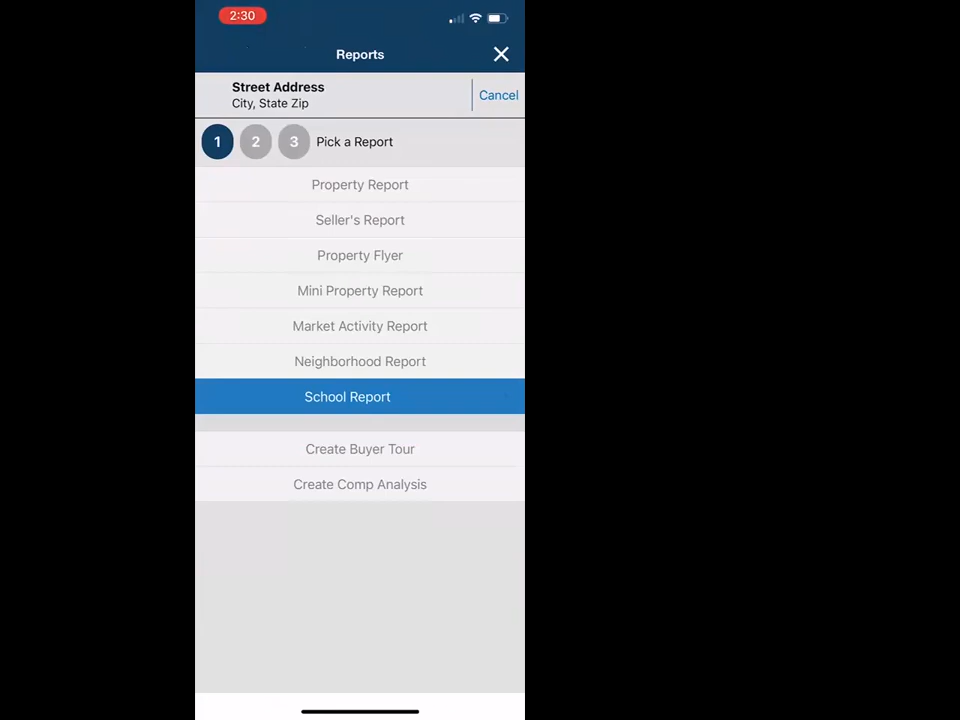 2:30
Reports
Street Address
Cancel
City, State Zip
1 2 3 Pick a Report
Property Report
Seller's Report
Property Flyer
Mini Property Report
Market Activity Report
Neighborhood Report
School Report
Create Buyer Tour
Create Comp Analysis